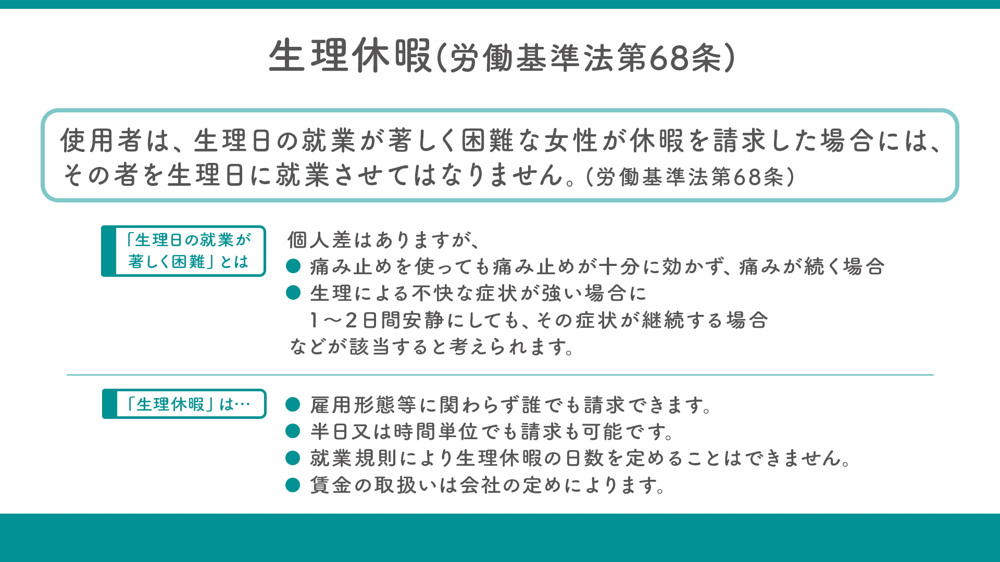 生理休暇(労働基準法第68条)
使用者は、生理日の就業が著しく困難な女性が休暇を請求した場合には、
その者を生理日に就業させてはなりません。(労働基準法第68条)
「生理日の就業が
著しく困難」とは
個人差はありますが、
● 痛み止めを使っても痛み止めが十分に効かず、痛みが続く場合
● 生理による不快な症状が強い場合に
1〜2日間安静にしても、その症状が継続する場合
などが該当すると考えられます。
「生理休暇」は…
● 雇用形態等に関わらず誰でも請求できます。
● 半日又は時間単位でも請求も可能です。
● 就業規則により生理休暇の日数を定めることはできません。
● 賃金の取扱いは会社の定めによります。